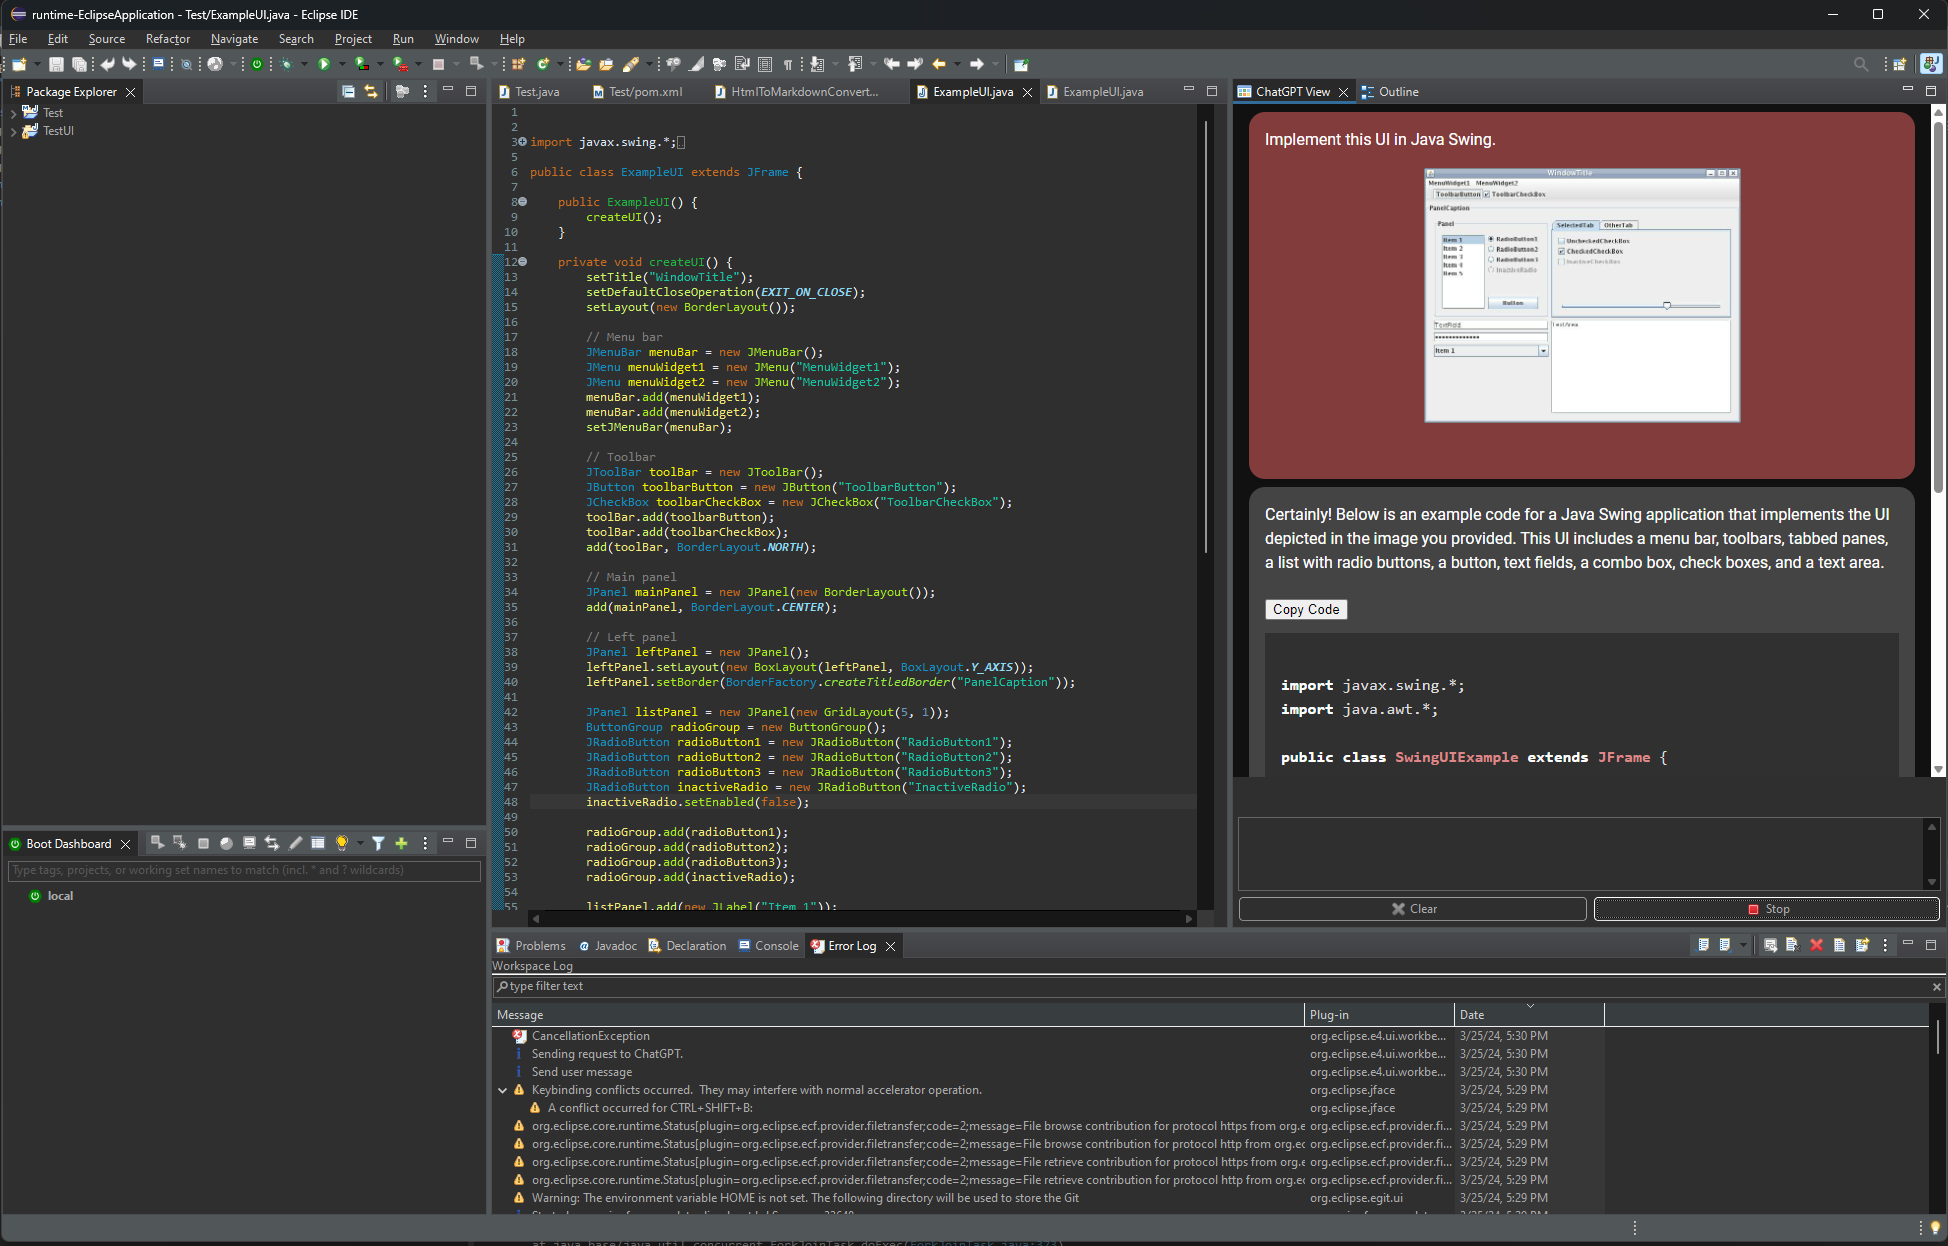 runtime-EclipseApplication - Test/ExampleUI.java - Eclipse IDE
File Edit Source Refactor Navigate Search Project Run Window Help
Package Explorer
Test
TestUI
Boot Dashboard
Type tags, projects, or working set names to match (incl. * and ? wildcards)
local
Test.java Test/pom.xml HtmlToMarkdownConvert... ExampleUI.java ExampleUI.java
1
2
3 import javax.swing.*;
5
6 public class ExampleUI extends JFrame {
7
8 public ExampleUI() {
9 createUI();
10 }
11
12 private void createUI() {
13 setTitle("WindowTitle");
14 setDefaultCloseOperation(EXIT_ON_CLOSE);
15 setLayout(new BorderLayout());
16
17 // Menu bar
18 JMenuBar menuBar = new JMenuBar();
19 JMenu menuWidget1 = new JMenu("MenuWidget1");
20 JMenu menuWidget2 = new JMenu("MenuWidget2");
21 menuBar.add(menuWidget1);
22 menuBar.add(menuWidget2);
23 setJMenuBar(menuBar);
24
25 // Toolbar
26 JToolBar toolBar = new JToolBar();
27 JButton toolbarButton = new JButton("ToolbarButton");
28 JCheckBox toolbarCheckBox = new JCheckBox("ToolbarCheckBox");
29 toolBar.add(toolbarButton);
30 toolBar.add(toolbarCheckBox);
31 add(toolBar, BorderLayout.NORTH);
32
33 // Main panel
34 JPanel mainPanel = new JPanel(new BorderLayout());
35 add(mainPanel, BorderLayout.CENTER);
36
37 // Left panel
38 JPanel leftPanel = new JPanel();
39 leftPanel.setLayout(new BoxLayout(leftPanel, BoxLayout.Y_AXIS));
40 leftPanel.setBorder(BorderFactory.createTitledBorder("PanelCaption"));
41
42 JPanel listPanel = new JPanel(new GridLayout(5, 1));
43 ButtonGroup radioGroup = new ButtonGroup();
44 JRadioButton radioButton1 = new JRadioButton("RadioButton1");
45 JRadioButton radioButton2 = new JRadioButton("RadioButton2");
46 JRadioButton radioButton3 = new JRadioButton("RadioButton3");
47 JRadioButton inactiveRadio = new JRadioButton("InactiveRadio");
48 inactiveRadio.setEnabled(false);
49
50 radioGroup.add(radioButton1);
51 radioGroup.add(radioButton2);
52 radioGroup.add(radioButton3);
53 radioGroup.add(inactiveRadio);
54
55 listPanel.add(new JLabel("Item 1"));
ChatGPT View Outline
Implement this UI in Java Swing.
WindowTitle
MenuWidget1 MenuWidget2
ToolbarButton ToolbarCheckBox
PanelCaption
Panel
Item 1
Item 2
Item 3
Item 4
Item 5
RadioButton1
RadioButton2
RadioButton3
InactiveRadio
Button
SelectedTab OtherTab
UncheckedCheckBox
CheckedCheckBox
InactiveCheckBox
TextField
TextArea
Item 1
Certainly! Below is an example code for a Java Swing application that implements the UI
depicted in the image you provided. This UI includes a menu bar, toolbars, tabbed panes,
a list with radio buttons, a button, text fields, a combo box, check boxes, and a text area.
Copy Code
import javax.swing.*;
import java.awt.*;
public class SwingUIExample extends JFrame {
Clear Stop
Problems Javadoc Declaration Console Error Log
Workspace Log
type filter text
Message Plug-in Date
CancellationException org.eclipse.e4.ui.workbe... 3/25/24, 5:30 PM
Sending request to ChatGPT. org.eclipse.e4.ui.workbe... 3/25/24, 5:30 PM
Send user message org.eclipse.e4.ui.workbe... 3/25/24, 5:30 PM
Keybinding conflicts occurred. They may interfere with normal accelerator operation. org.eclipse.jface 3/25/24, 5:29 PM
A conflict occurred for CTRL+SHIFT+B: org.eclipse.jface 3/25/24, 5:29 PM
org.eclipse.core.runtime.Status[plugin=org.eclipse.ecf.provider.filetransfer;code=2;message=File browse contribution for protocol https from org.e org.eclipse.ecf.provider.fi... 3/25/24, 5:29 PM
org.eclipse.core.runtime.Status[plugin=org.eclipse.ecf.provider.filetransfer;code=2;message=File browse contribution for protocol http from org.ec org.eclipse.ecf.provider.fi... 3/25/24, 5:29 PM
org.eclipse.core.runtime.Status[plugin=org.eclipse.ecf.provider.filetransfer;code=2;message=File retrieve contribution for protocol https from org.e org.eclipse.ecf.provider.fi... 3/25/24, 5:29 PM
org.eclipse.core.runtime.Status[plugin=org.eclipse.ecf.provider.filetransfer;code=2;message=File retrieve contribution for protocol http from org.ec org.eclipse.ecf.provider.fi... 3/25/24, 5:29 PM
Warning: The environment variable HOME is not set. The following directory will be used to store the Git org.eclipse.egit.ui 3/25/24, 5:29 PM